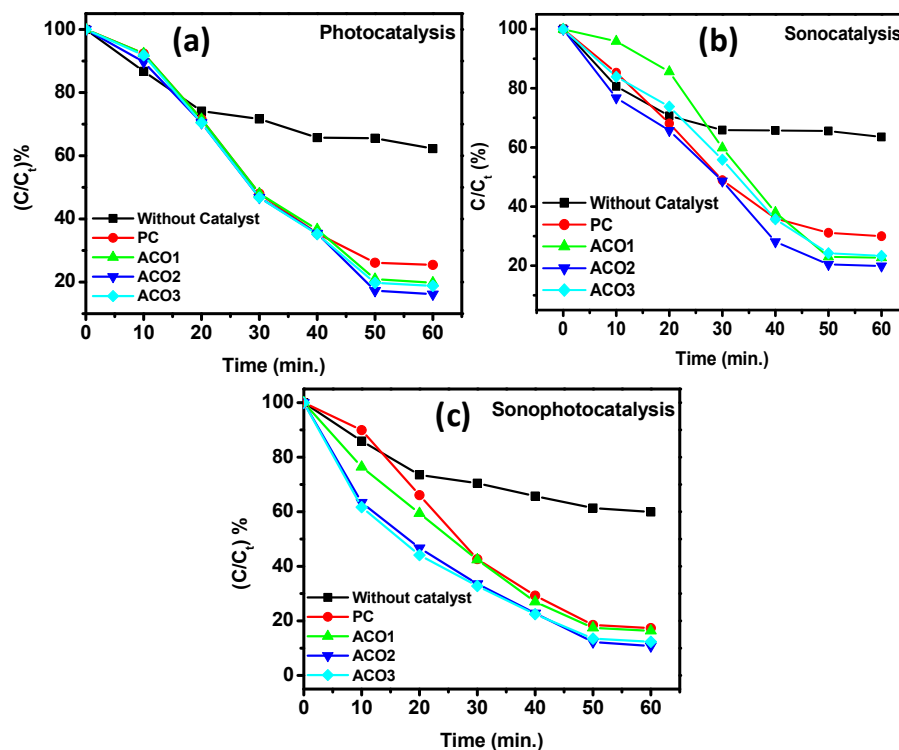 (a)
Photocatalysis
(C/Cₜ)%
100
80
60
40
20
Without Catalyst
PC
ACO1
ACO2
ACO3
0 10 20 30 40 50 60
Time (min.)
(b)
Sonocatalysis
C/Cₜ (%)
100
80
60
40
20
Without Catalyst
PC
ACO1
ACO2
ACO3
0 10 20 30 40 50 60
Time (min.)
(c)
Sonophotocatalysis
(C/Cₜ) %
100
80
60
40
20
0
Without catalyst
PC
ACO1
ACO2
ACO3
0 10 20 30 40 50 60
Time (min.)